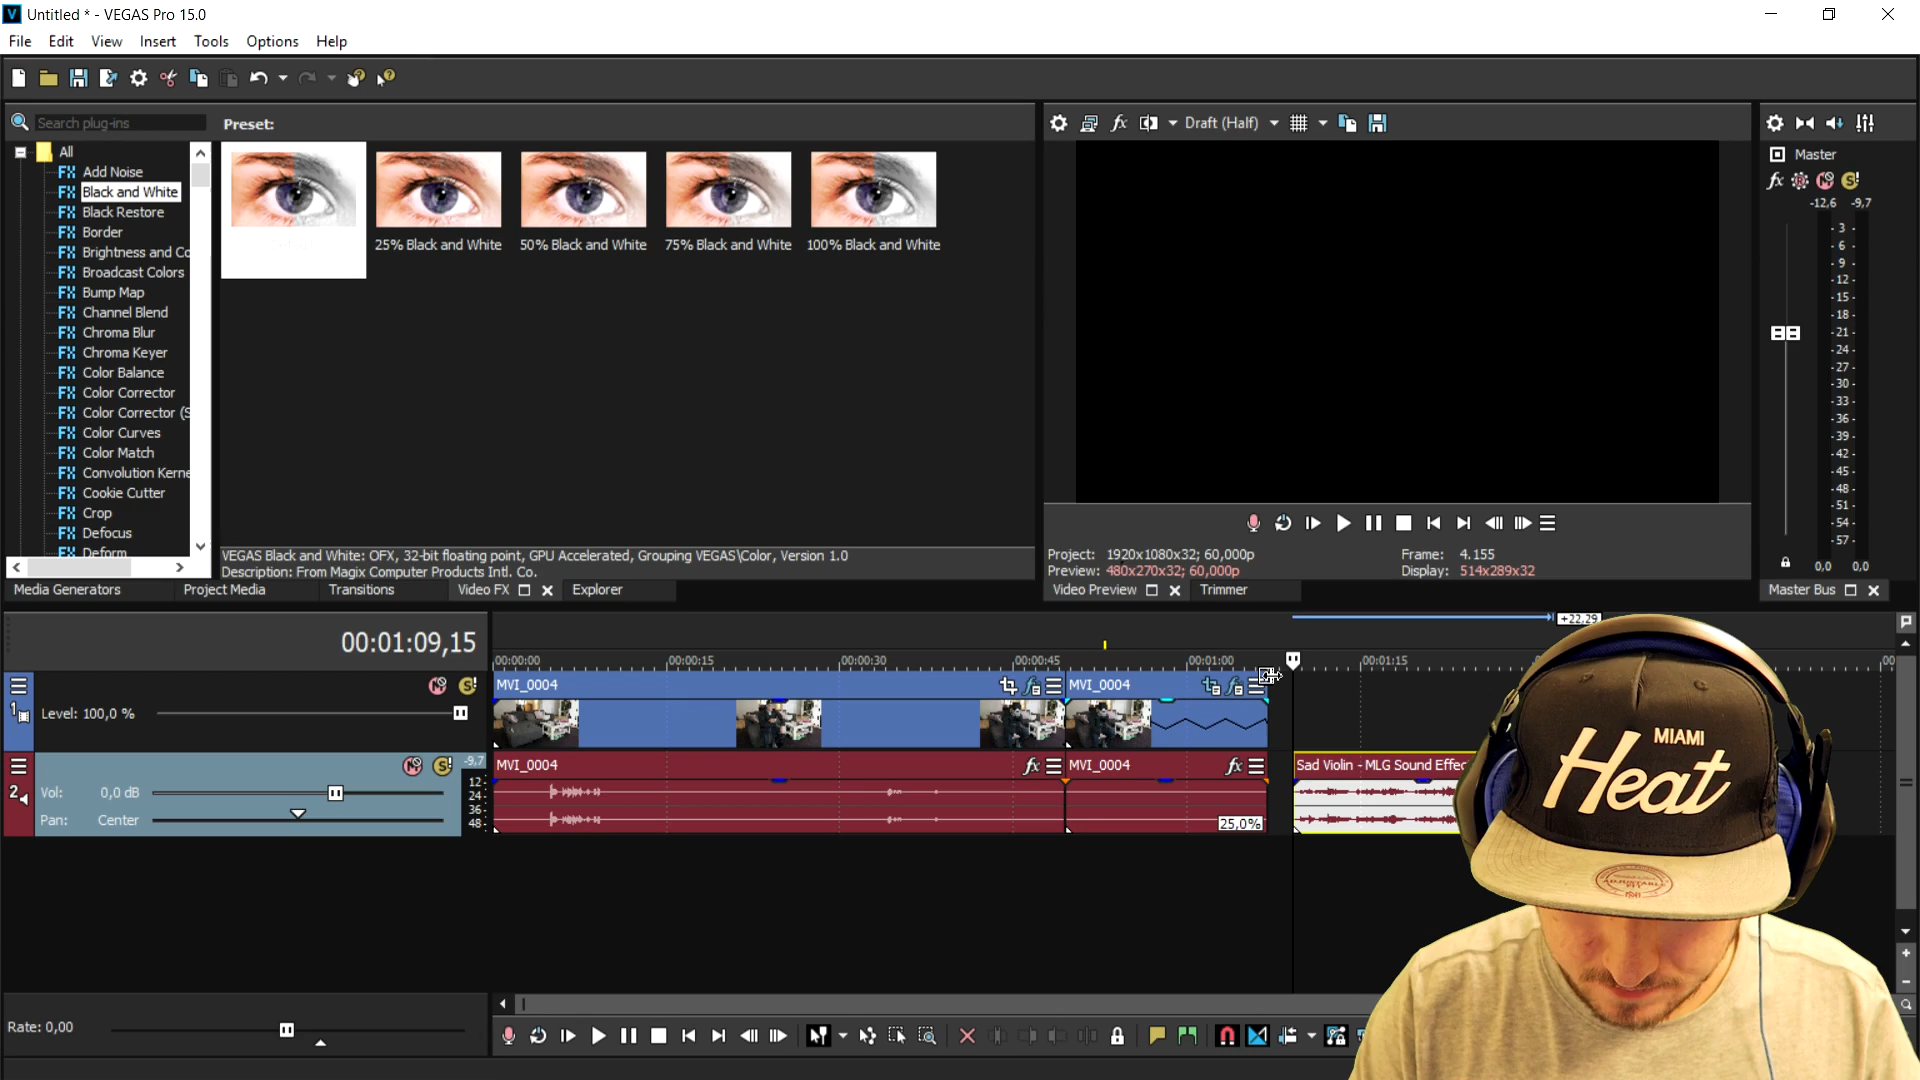 Untitled * - VEGAS Pro 15.0
File Edit View Insert Tools Options Help
Search plug-ins
Preset:
All
Add Noise
Black and White
Black Restore
Border
Brightness and Co
Broadcast Colors
Bump Map
Channel Blend
Chroma Blur
Chroma Keyer
Color Balance
Color Corrector
Color Corrector (S
Color Curves
Color Match
Convolution Kerne
Cookie Cutter
Crop
Defocus
Deform
25% Black and White
50% Black and White
75% Black and White
100% Black and White
VEGAS Black and White: OFX, 32-bit floating point, GPU Accelerated, Grouping VEGAS\Color, Version 1.0
Description: From Magix Computer Products Intl. Co.
Media Generators Project Media Transitions Video FX Explorer
Draft (Half)
Project: 1920x1080x32; 60,000p
Preview: 480x270x32; 60,000p
Frame: 4.155
Display: 514x289x32
Video Preview Trimmer
Master
-12,6 -9,7
- 3 -
- 6 -
- 9 -
- 12 -
- 15 -
- 18 -
- 21 -
- 24 -
- 27 -
- 30 -
- 33 -
- 36 -
- 39 -
- 42 -
- 45 -
- 48 -
- 51 -
- 54 -
- 57 -
0,0 0,0
Master Bus
00:01:09,15
+22.29
00:00:00 00:00:15 00:00:30 00:00:45 00:01:00 00:01:15 00
1
Level: 100,0 %
MVI_0004
MVI_0004
2
Vol: 0,0 dB
Pan: Center
-9,7
12-
24-
36-
48-
MVI_0004
MVI_0004
25,0%
Sad Violin - MLG Sound Effec
MIAMI
Heat
ADJUSTABLE
FIT
Rate: 0,00